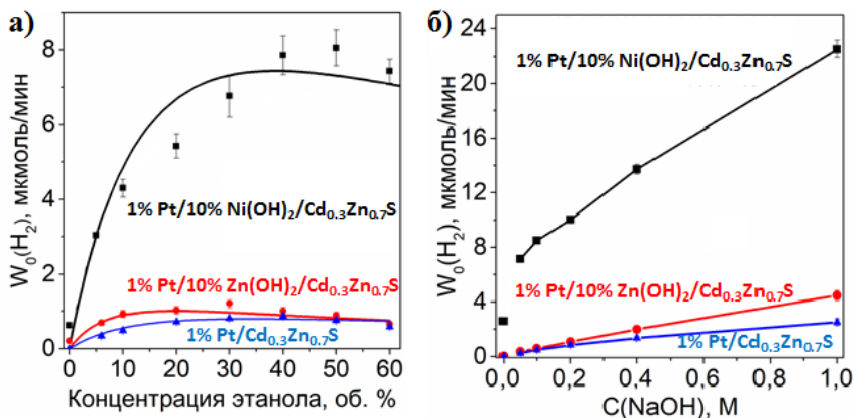 а)
W₀(H₂), мкмоль/мин
8
6
4
2
0
1% Pt/10% Ni(OH)₂/Cd₀.₃Zn₀.₇S
1% Pt/10% Zn(OH)₂/Cd₀.₃Zn₀.₇S
1% Pt/Cd₀.₃Zn₀.₇S
0 10 20 30 40 50 60
Концентрация этанола, об. %
б)
W₀(H₂), мкмоль/мин
24
20
16
12
8
4
0
1% Pt/10% Ni(OH)₂/Cd₀.₃Zn₀.₇S
1% Pt/10% Zn(OH)₂/Cd₀.₃Zn₀.₇S
1% Pt/Cd₀.₃Zn₀.₇S
0,0 0,2 0,4 0,6 0,8 1,0
C(NaOH), М